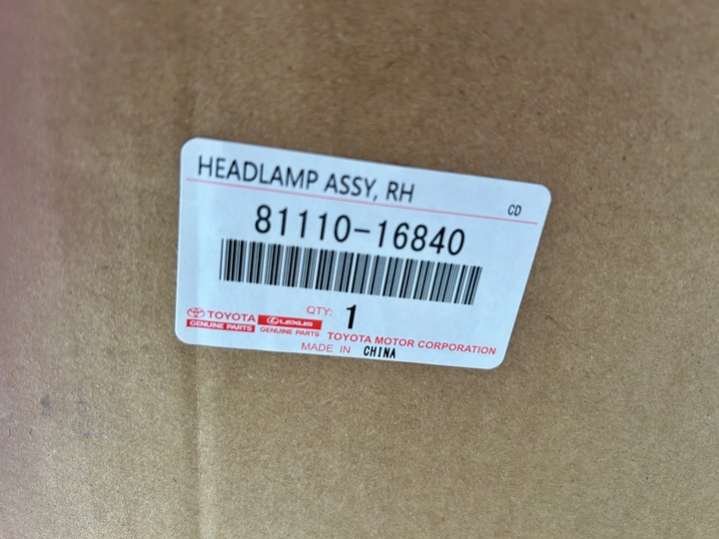 HEADLAMP ASSY, RH
CD
81110-16840
QTY: 1
TOYOTA
GENUINE PARTS
LEXUS
GENUINE PARTS
TOYOTA MOTOR CORPORATION
MADE IN CHINA